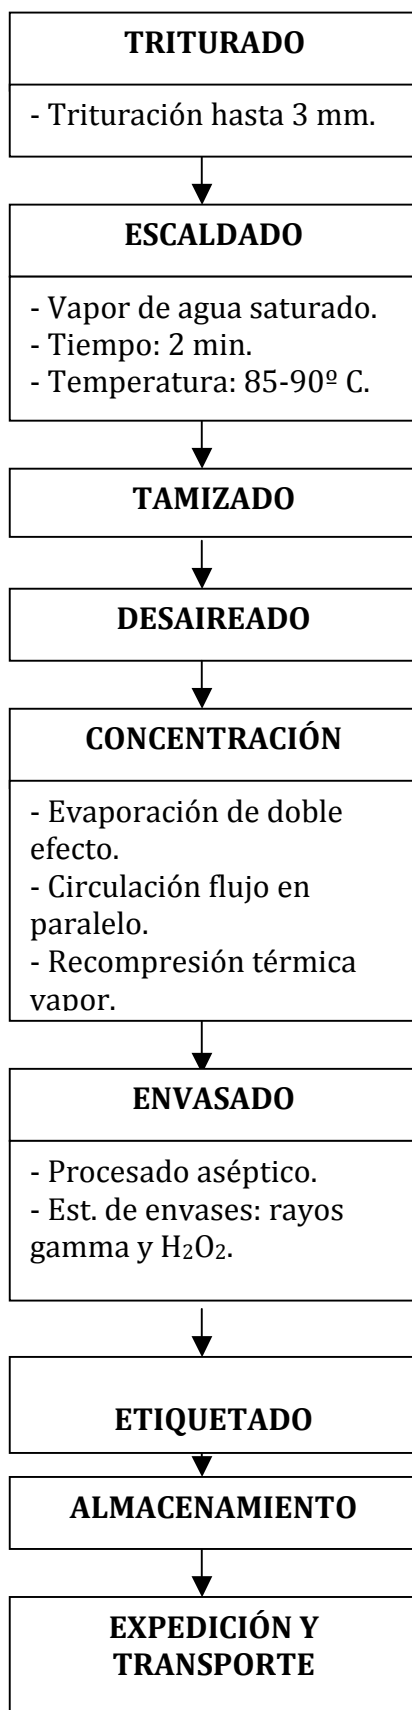 TRITURADO
- Trituración hasta 3 mm.
ESCALDADO
- Vapor de agua saturado.
- Tiempo: 2 min.
- Temperatura: 85-90º C.
TAMIZADO
DESAIREADO
CONCENTRACIÓN
- Evaporación de doble
efecto.
- Circulación flujo en
paralelo.
- Recompresión térmica
vapor.
ENVASADO
- Procesado aséptico.
- Est. de envases: rayos
gamma y H₂O₂.
ETIQUETADO
ALMACENAMIENTO
EXPEDICIÓN Y
TRANSPORTE